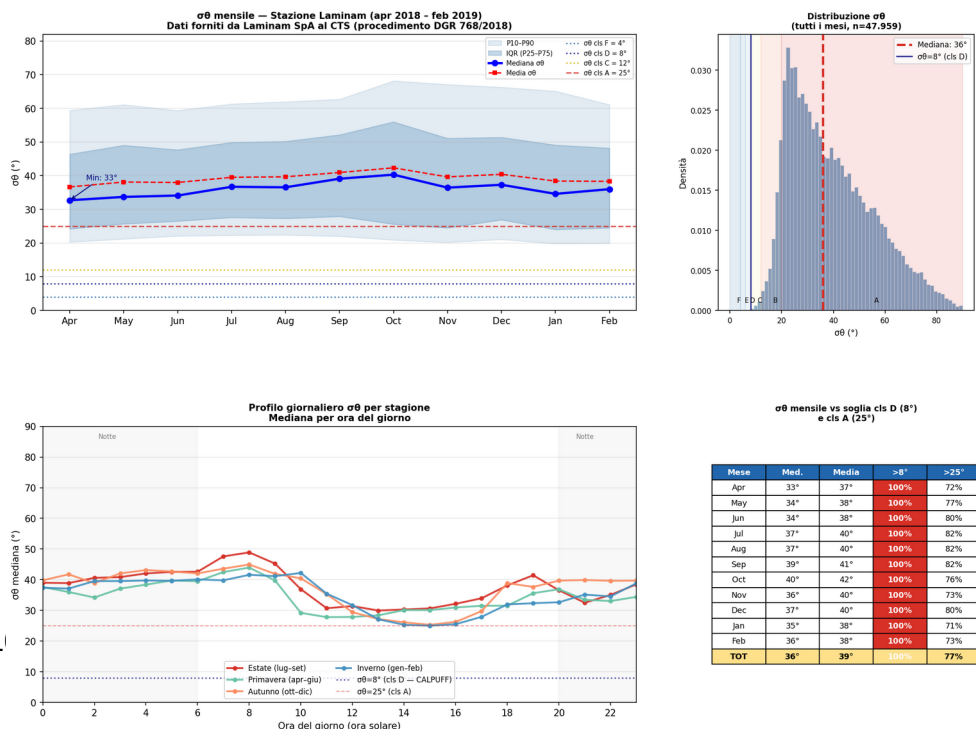 σθ mensile — Stazione Laminam (apr 2018 – feb 2019)
Dati forniti da Laminam SpA al CTS (procedimento DGR 768/2018)
P10–P90
IQR (P25–P75)
Mediana σθ
Media σθ
σθ cls F = 4°
σθ cls D = 8°
σθ cls C = 12°
σθ cls A = 25°
σθ (°)
80
70
60
50
40
30
20
10
0
Min: 33°
Apr May Jun Jul Aug Sep Oct Nov Dec Jan Feb
Distribuzione σθ
(tutti i mesi, n=47.959)
Mediana: 36°
σθ=8° (cls D)
Densità
0.030
0.025
0.020
0.015
0.010
0.005
0.000
F E D C B A
0 20 40 60 80
σθ (°)
Profilo giornaliero σθ per stagione
Mediana per ora del giorno
Notte
Notte
σθ mediana (°)
90
80
70
60
50
40
30
20
10
0
Estate (lug–set)
Primavera (apr–giu)
Autunno (ott–dic)
Inverno (gen–feb)
σθ=8° (cls D — CALPUFF)
σθ=25° (cls A)
0 2 4 6 8 10 12 14 16 18 20 22
Ora del giorno (ora solare)
σθ mensile vs soglia cls D (8°)
e cls A (25°)
Mese Med. Media >8° >25°
Apr 33° 37° 100% 72%
May 34° 38° 100% 77%
Jun 34° 38° 100% 80%
Jul 37° 40° 100% 82%
Aug 37° 40° 100% 82%
Sep 39° 41° 100% 82%
Oct 40° 42° 100% 76%
Nov 36° 40° 100% 73%
Dec 37° 40° 100% 80%
Jan 35° 38° 100% 71%
Feb 36° 38° 100% 73%
TOT 36° 39° 100% 77%